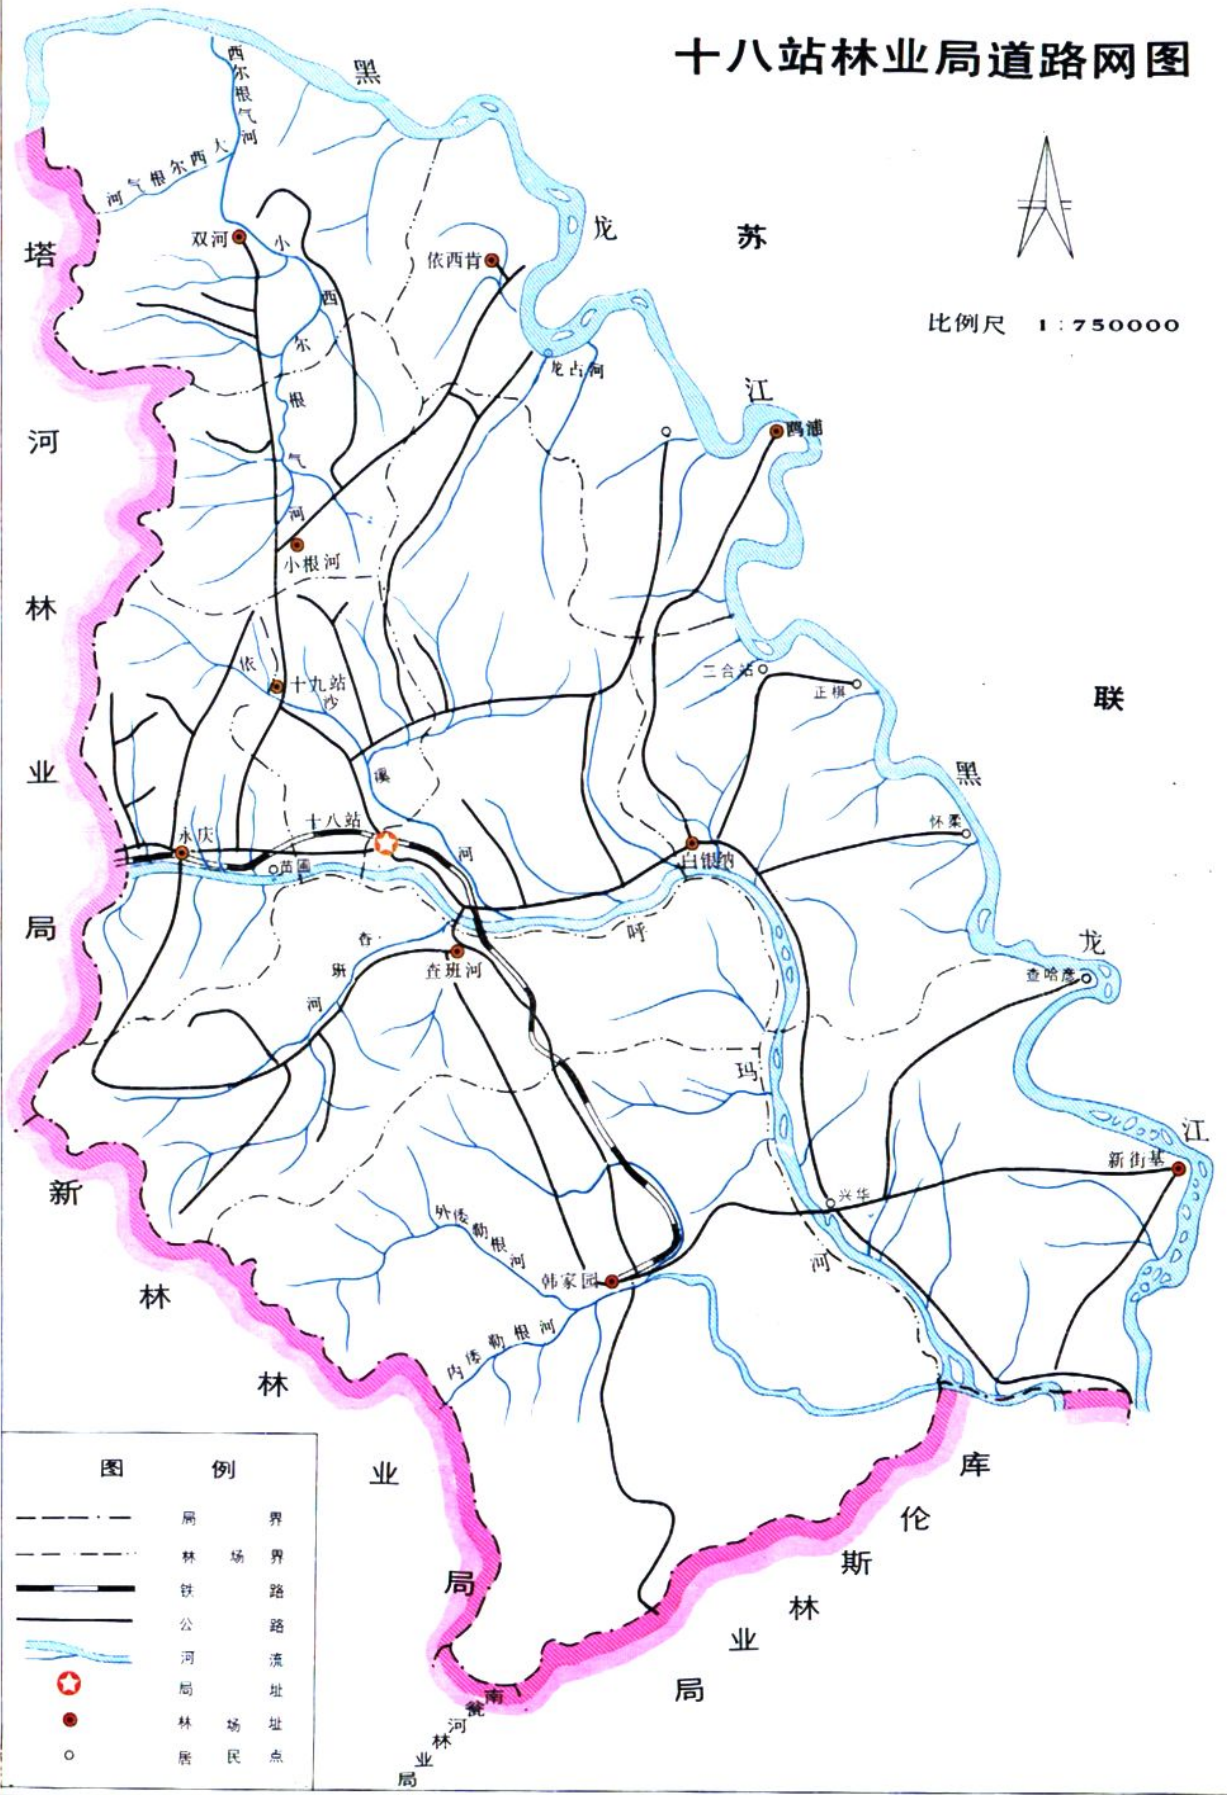 十八站林业局道路网图
比例尺 1:750000
黑
龙
江
苏
联
黑
龙
江
西尔根气河
大西尔根气河
双河
小西尔根气河
依西肯
龙占河
鸥浦
小根河
十九站
依沙溪河
三合站
正棋
怀柔
永庆
十八站
苗圃
白银纳
呼玛河
查班河
查班河
查哈彦
新街基
兴华
外倭勒根河
韩家园
内倭勒根河
塔河林业局
新林林业局
南瓮河林业局
库伦斯林业局
图例
局界
林场界
铁路
公路
河流
局址
林场址
居民点